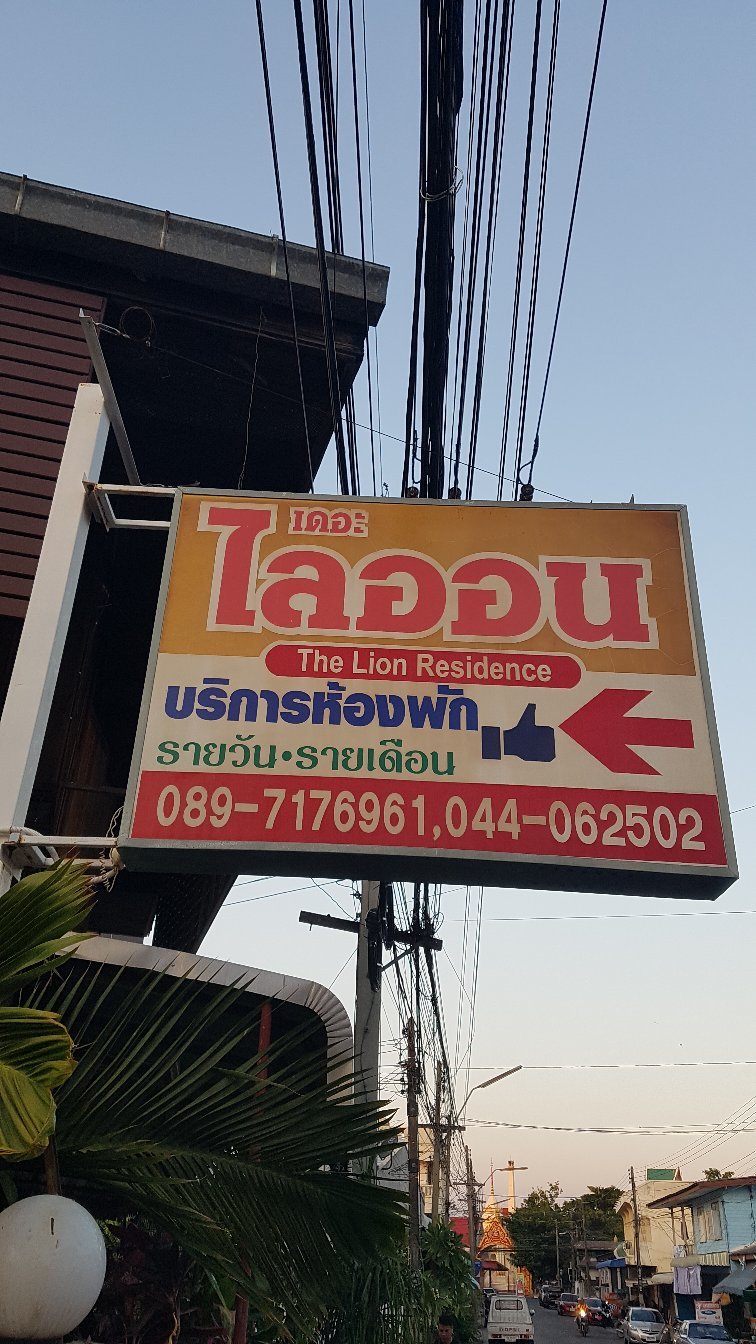 เดอะ
ไลออน
The Lion Residence
บริการห้องพัก
รายวัน•รายเดือน
089-7176961,044-062502